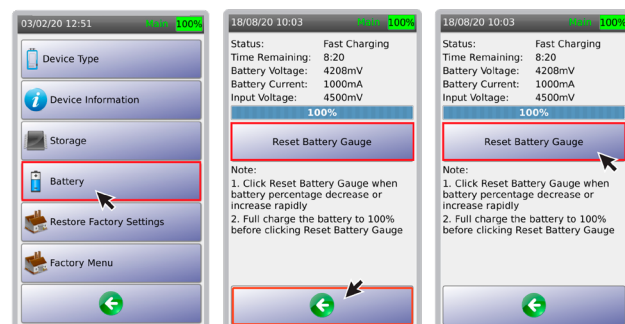 03/02/20 12:51 Main 100%
Device Type
Device Information
Storage
Battery
Restore Factory Settings
Factory Menu
18/08/20 10:03 Main 100%
Status: Fast Charging
Time Remaining: 8:20
Battery Voltage: 4208mV
Battery Current: 1000mA
Input Voltage: 4500mV
100%
Reset Battery Gauge
Note:
1. Click Reset Battery Gauge when
battery percentage decrease or
increase rapidly
2. Full charge the battery to 100%
before clicking Reset Battery Gauge
18/08/20 10:03 Main 100%
Status: Fast Charging
Time Remaining: 8:20
Battery Voltage: 4208mV
Battery Current: 1000mA
Input Voltage: 4500mV
100%
Reset Battery Gauge
Note:
1. Click Reset Battery Gauge when
battery percentage decrease or
increase rapidly
2. Full charge the battery to 100%
before clicking Reset Battery Gauge